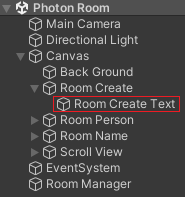 Photon Room
Main Camera
Directional Light
Canvas
Back Ground
Room Create
Room Create Text
Room Person
Room Name
Scroll View
EventSystem
Room Manager